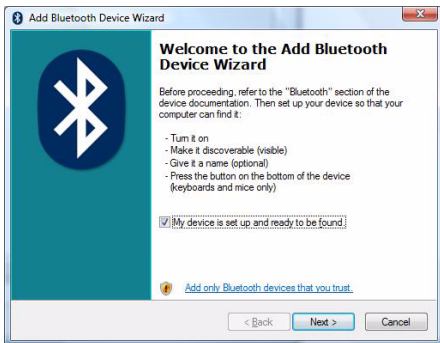 Add Bluetooth Device Wizard
Welcome to the Add Bluetooth
Device Wizard
Before proceeding, refer to the "Bluetooth" section of the
device documentation. Then set up your device so that your
computer can find it:
- Turn it on
- Make it discoverable (visible)
- Give it a name (optional)
- Press the button on the bottom of the device
(keyboards and mice only)
My device is set up and ready to be found.
Add only Bluetooth devices that you trust.
< Back Next > Cancel